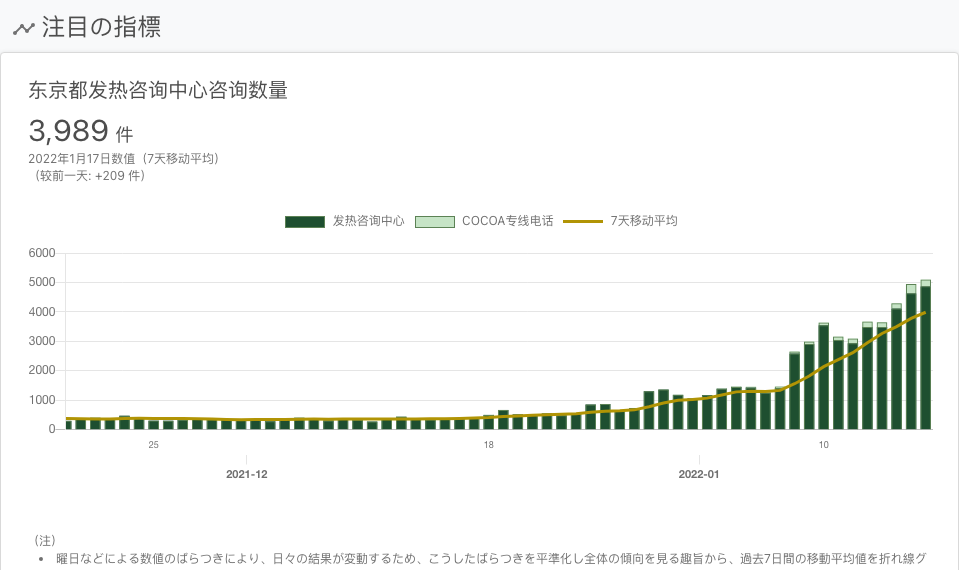 注目の指標
东京都发热咨询中心咨询数量
3,989 件
2022年1月17日数值（7天移动平均）
（较前一天: +209 件）
发热咨询中心 COCOA专线电话 7天移动平均
6000
5000
4000
3000
2000
1000
0
25 18 10
2021-12 2022-01
（注）
• 曜日などによる数値のばらつきにより、日々の結果が変動するため、こうしたばらつきを平準化し全体の傾向を見る趣旨から、過去7日間の移動平均値を折れ線グ